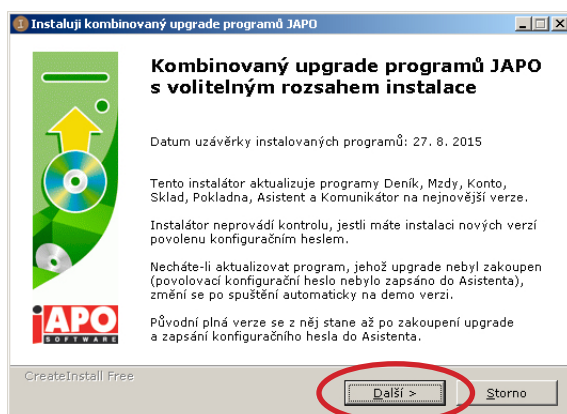 Instaluji kombinovaný upgrade programů JAPO
Kombinovaný upgrade programů JAPO
s volitelným rozsahem instalace
Datum uzávěrky instalovaných programů: 27. 8. 2015
Tento instalátor aktualizuje programy Deník, Mzdy, Konto,
Sklad, Pokladna, Asistent a Komunikátor na nejnovější verze.
Instalátor neprovádí kontrolu, jestli máte instalaci nových verzí
povolenu konfiguračním heslem.
Necháte-li aktualizovat program, jehož upgrade nebyl zakoupen
(povolovací konfigurační heslo nebylo zapsáno do Asistenta),
změní se po spuštění automaticky na demo verzi.
Původní plná verze se z něj stane až po zakoupení upgrade
a zapsání konfiguračního hesla do Asistenta.
jAPO
SOFTWARE
CreateInstall Free
Další >
Storno